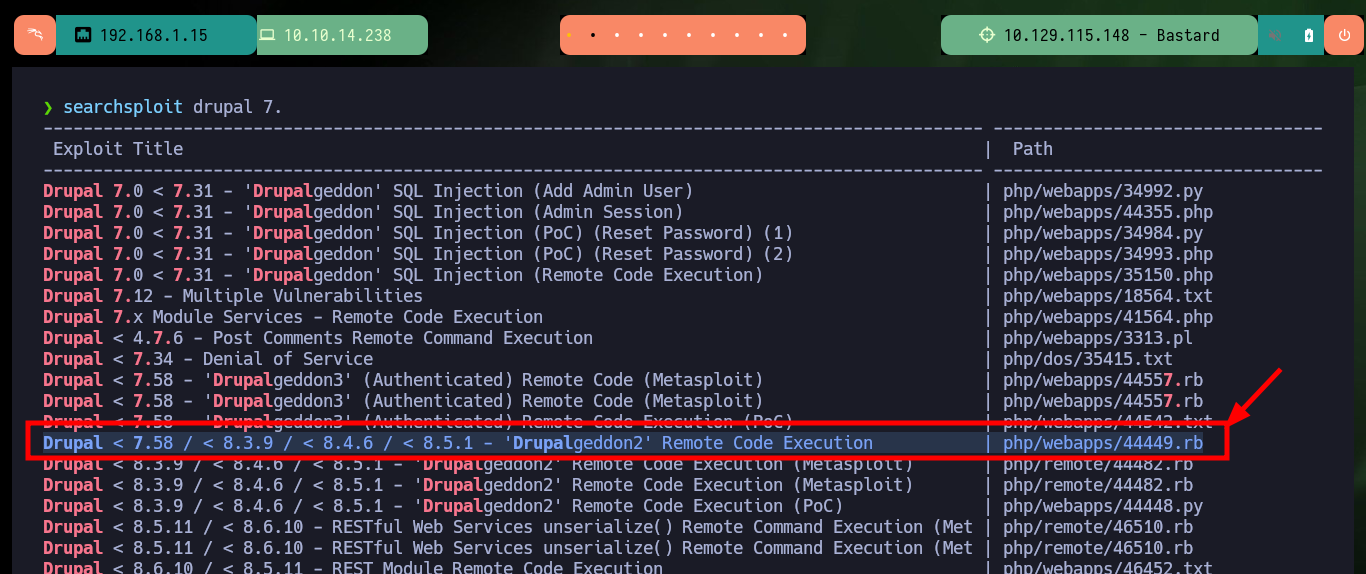 192.168.1.15 10.10.14.238 10.129.115.148 - Bastard
❯ searchsploit drupal 7.
---------------------------------------------------------------------------------------------- ---------------------------------
Exploit Title | Path
---------------------------------------------------------------------------------------------- ---------------------------------
Drupal 7.0 < 7.31 - 'Drupalgeddon' SQL Injection (Add Admin User) | php/webapps/34992.py
Drupal 7.0 < 7.31 - 'Drupalgeddon' SQL Injection (Admin Session) | php/webapps/44355.php
Drupal 7.0 < 7.31 - 'Drupalgeddon' SQL Injection (PoC) (Reset Password) (1) | php/webapps/34984.py
Drupal 7.0 < 7.31 - 'Drupalgeddon' SQL Injection (PoC) (Reset Password) (2) | php/webapps/34993.php
Drupal 7.0 < 7.31 - 'Drupalgeddon' SQL Injection (Remote Code Execution) | php/webapps/35150.php
Drupal 7.12 - Multiple Vulnerabilities | php/webapps/18564.txt
Drupal 7.x Module Services - Remote Code Execution | php/webapps/41564.php
Drupal < 4.7.6 - Post Comments Remote Command Execution | php/webapps/3313.pl
Drupal < 7.34 - Denial of Service | php/dos/35415.txt
Drupal < 7.58 - 'Drupalgeddon3' (Authenticated) Remote Code (Metasploit) | php/webapps/44557.rb
Drupal < 7.58 - 'Drupalgeddon3' (Authenticated) Remote Code (Metasploit) | php/webapps/44557.rb
Drupal < 7.58 - 'Drupalgeddon3' (Authenticated) Remote Code Execution (PoC) | php/webapps/44542.txt
Drupal < 7.58 / < 8.3.9 / < 8.4.6 / < 8.5.1 - 'Drupalgeddon2' Remote Code Execution | php/webapps/44449.rb
Drupal < 8.3.9 / < 8.4.6 / < 8.5.1 - 'Drupalgeddon2' Remote Code Execution (Metasploit) | php/remote/44482.rb
Drupal < 8.3.9 / < 8.4.6 / < 8.5.1 - 'Drupalgeddon2' Remote Code Execution (Metasploit) | php/remote/44482.rb
Drupal < 8.3.9 / < 8.4.6 / < 8.5.1 - 'Drupalgeddon2' Remote Code Execution (PoC) | php/webapps/44448.py
Drupal < 8.5.11 / < 8.6.10 - RESTful Web Services unserialize() Remote Command Execution (Met | php/remote/46510.rb
Drupal < 8.5.11 / < 8.6.10 - RESTful Web Services unserialize() Remote Command Execution (Met | php/remote/46510.rb
Drupal < 8.6.10 / < 8.5.11 - REST Module Remote Code Execution | php/webapps/46452.txt